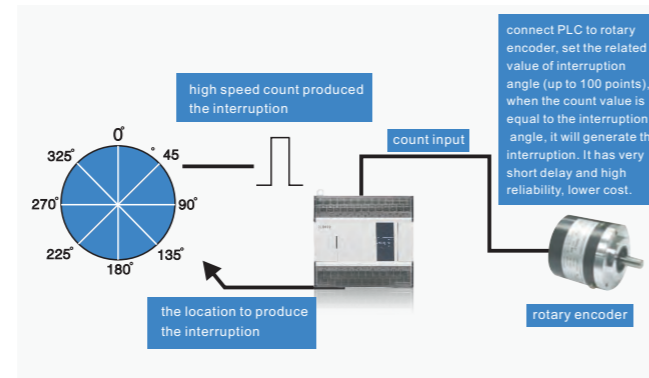 connect PLC to rotary
encoder, set the related
value of interruption
angle (up to 100 points),
when the count value is
equal to the interruption
angle, it will generate th
interruption. It has very
short delay and high
reliability, lower cost.
high speed count produced
the interruption
count input
0°
325°
° 45
270°
90°
225°
135°
180°
the location to produce
the interruption
rotary encoder